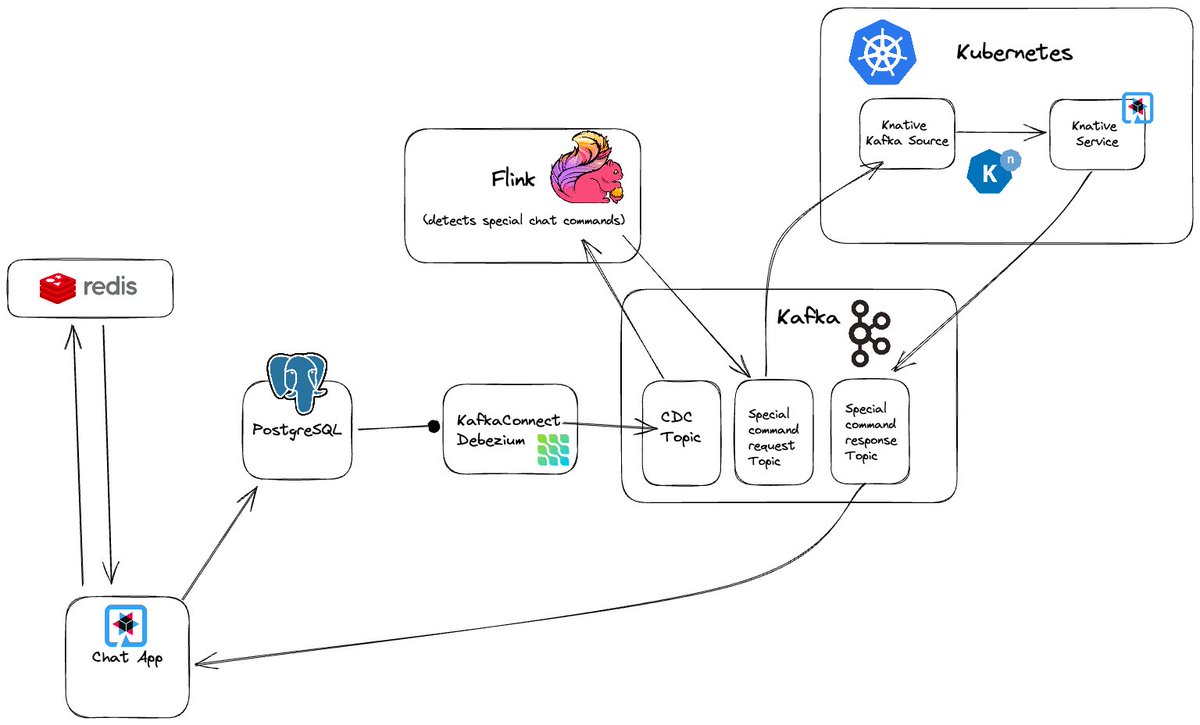 Kubernetes
Knative
Kafka Source
Knative
Service
K
n
Flink
(detects special chat commands)
redis
Kafka
PostgreSQL
KafkaConnect
Debezium
CDC
Topic
Special
command
request
Topic
Special
command
response
Topic
Chat App